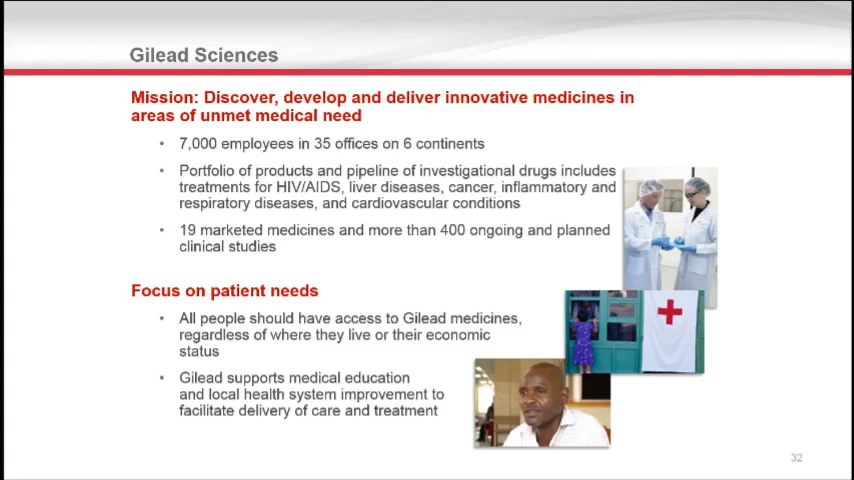 Gilead Sciences
Mission: Discover, develop and deliver innovative medicines in
areas of unmet medical need
• 7,000 employees in 35 offices on 6 continents
• Portfolio of products and pipeline of investigational drugs includes
treatments for HIV/AIDS, liver diseases, cancer, inflammatory and
respiratory diseases, and cardiovascular conditions
• 19 marketed medicines and more than 400 ongoing and planned
clinical studies
Focus on patient needs
• All people should have access to Gilead medicines,
regardless of where they live or their economic
status
• Gilead supports medical education
and local health system improvement to
facilitate delivery of care and treatment
32